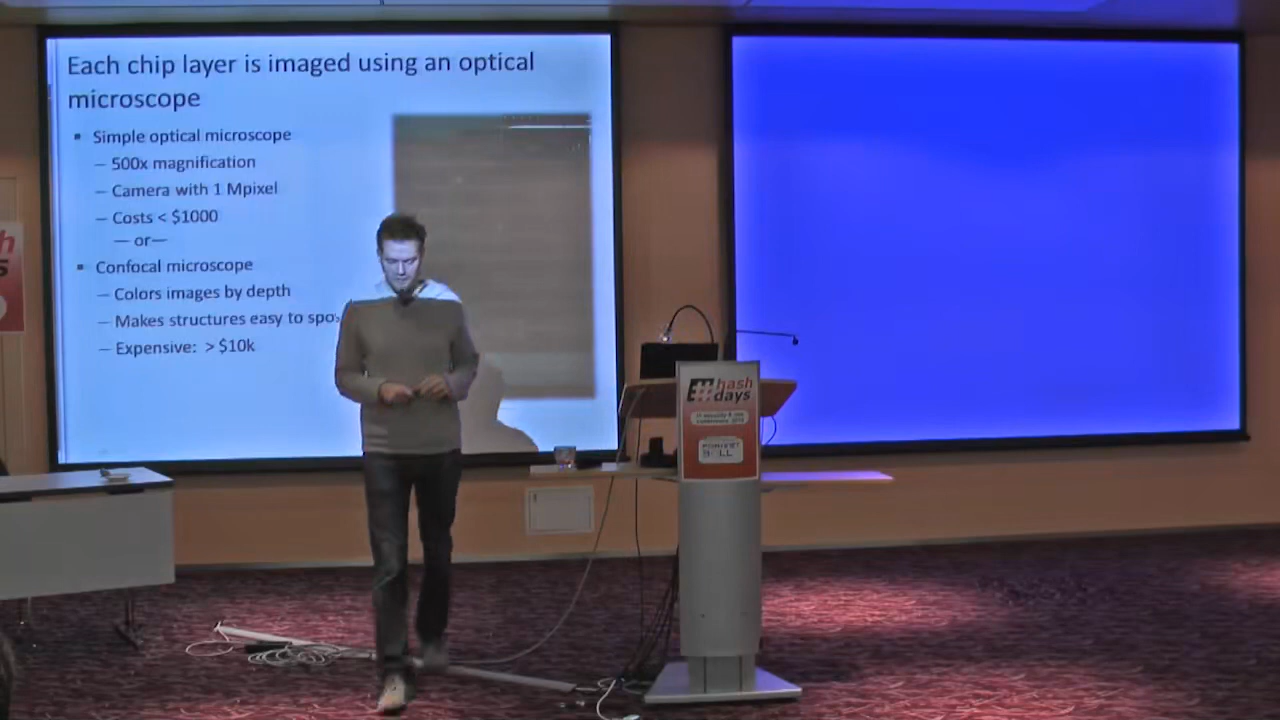 Each chip layer is imaged using an optical
microscope
▪ Simple optical microscope
– 500x magnification
– Camera with 1 Mpixel
– Costs < $1000
— or—
▪ Confocal microscope
– Colors images by depth
– Makes structures easy to spo
– Expensive: > $10k
#hash
days